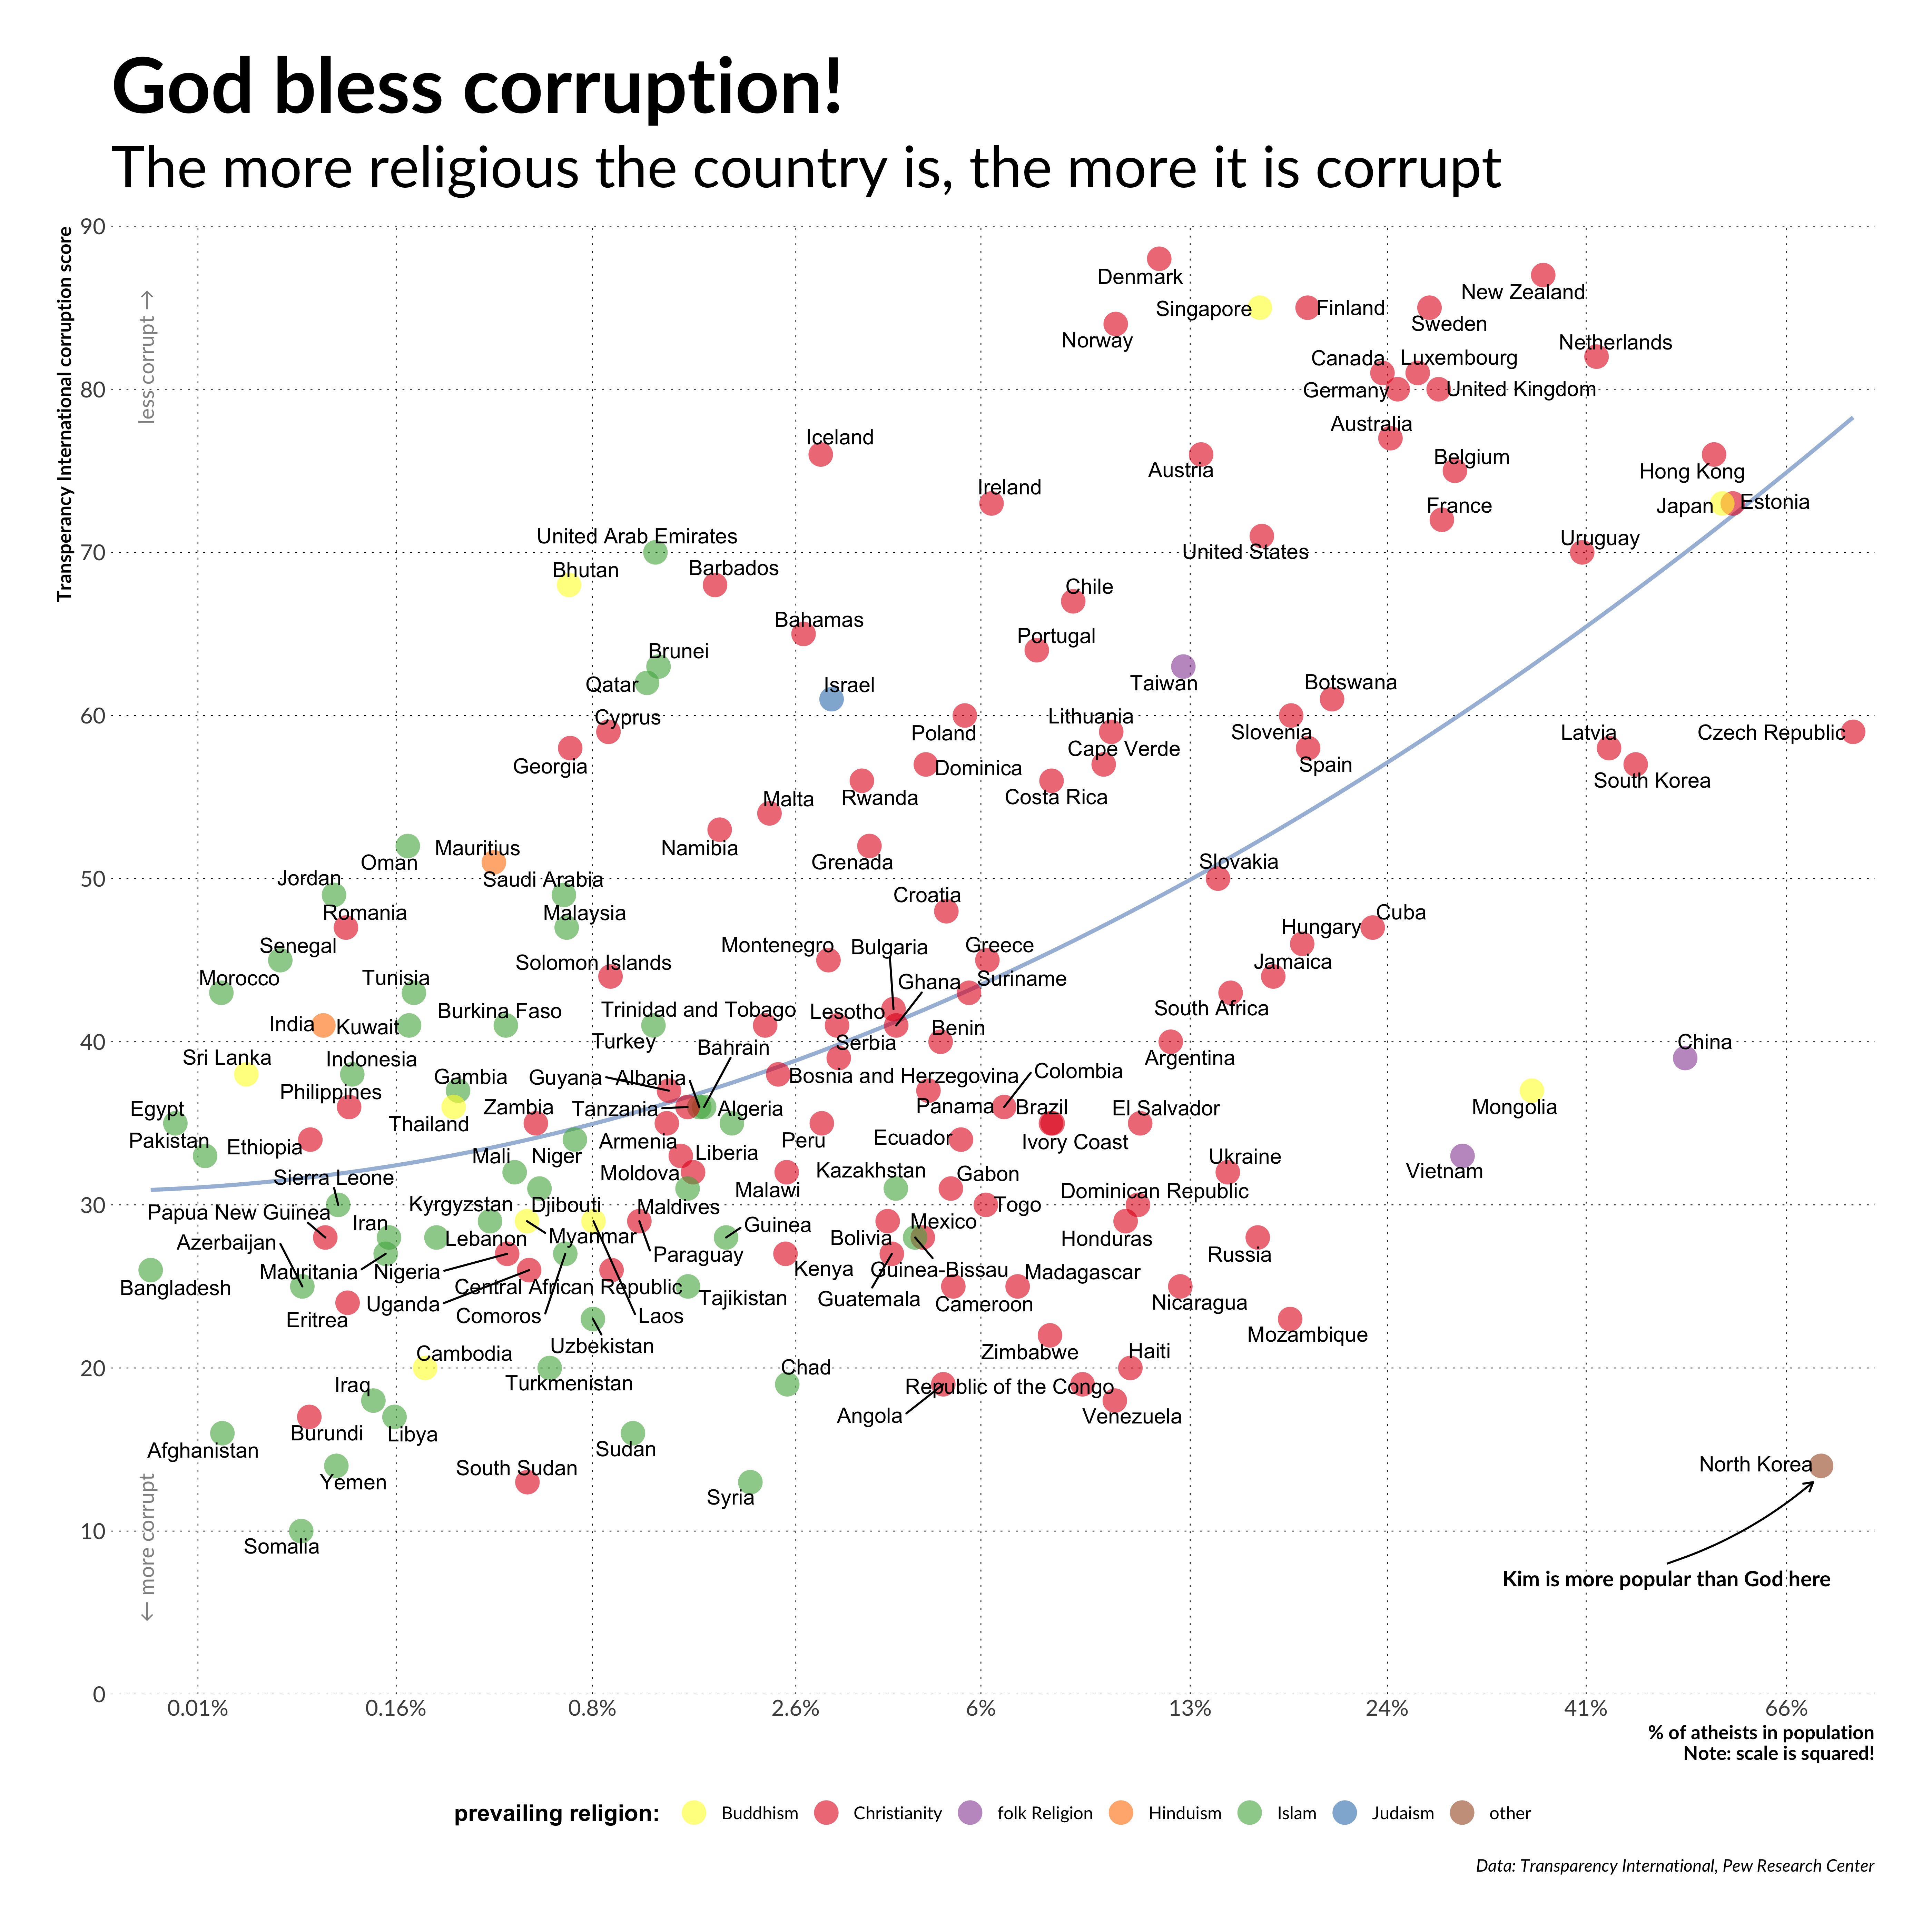 God bless corruption!
The more religious the country is, the more it is corrupt
Transperancy International corruption score
less corrupt →
← more corrupt
90
80
70
60
50
40
30
20
10
0
Denmark
New Zealand
Singapore
Finland
Sweden
Norway
Netherlands
Canada
Luxembourg
Germany
United Kingdom
Australia
Iceland
Austria
Belgium
Hong Kong
Ireland
France
Japan
Estonia
United Arab Emirates
United States
Uruguay
Bhutan
Barbados
Chile
Bahamas
Portugal
Brunei
Qatar
Israel
Taiwan
Botswana
Cyprus
Lithuania
Poland
Slovenia
Latvia
Czech Republic
Georgia
Cape Verde
Dominica
Spain
South Korea
Rwanda
Costa Rica
Malta
Namibia
Grenada
Oman
Mauritius
Slovakia
Jordan
Saudi Arabia
Croatia
Romania
Malaysia
Cuba
Hungary
Senegal
Montenegro
Bulgaria
Greece
Solomon Islands
Jamaica
Morocco
Tunisia
Ghana
Suriname
Burkina Faso
Trinidad and Tobago
Lesotho
South Africa
India
Kuwait
Turkey
Bahrain
Serbia
Benin
China
Sri Lanka
Indonesia
Argentina
Gambia
Guyana
Albania
Bosnia and Herzegovina
Colombia
Philippines
Egypt
Thailand
Zambia
Tanzania
Algeria
Panama
Brazil
El Salvador
Mongolia
Pakistan
Ethiopia
Armenia
Peru
Ecuador
Ivory Coast
Mali
Niger
Liberia
Ukraine
Vietnam
Sierra Leone
Moldova
Malawi
Kazakhstan
Gabon
Dominican Republic
Papua New Guinea
Kyrgyzstan
Djibouti
Maldives
Togo
Iran
Guinea
Mexico
Azerbaijan
Lebanon
Myanmar
Bolivia
Honduras
Russia
Paraguay
Mauritania
Nigeria
Kenya
Guinea-Bissau
Madagascar
Bangladesh
Central African Republic
Tajikistan
Guatemala
Cameroon
Nicaragua
Eritrea
Uganda
Comoros
Laos
Uzbekistan
Zimbabwe
Mozambique
Cambodia
Chad
Haiti
Iraq
Turkmenistan
Republic of the Congo
Angola
Venezuela
Burundi
Libya
Afghanistan
Sudan
Yemen
South Sudan
Syria
North Korea
Somalia
Kim is more popular than God here
0.01%
0.16%
0.8%
2.6%
6%
13%
24%
41%
66%
% of atheists in population
Note: scale is squared!
prevailing religion:
Buddhism
Christianity
folk Religion
Hinduism
Islam
Judaism
other
Data: Transparency International, Pew Research Center